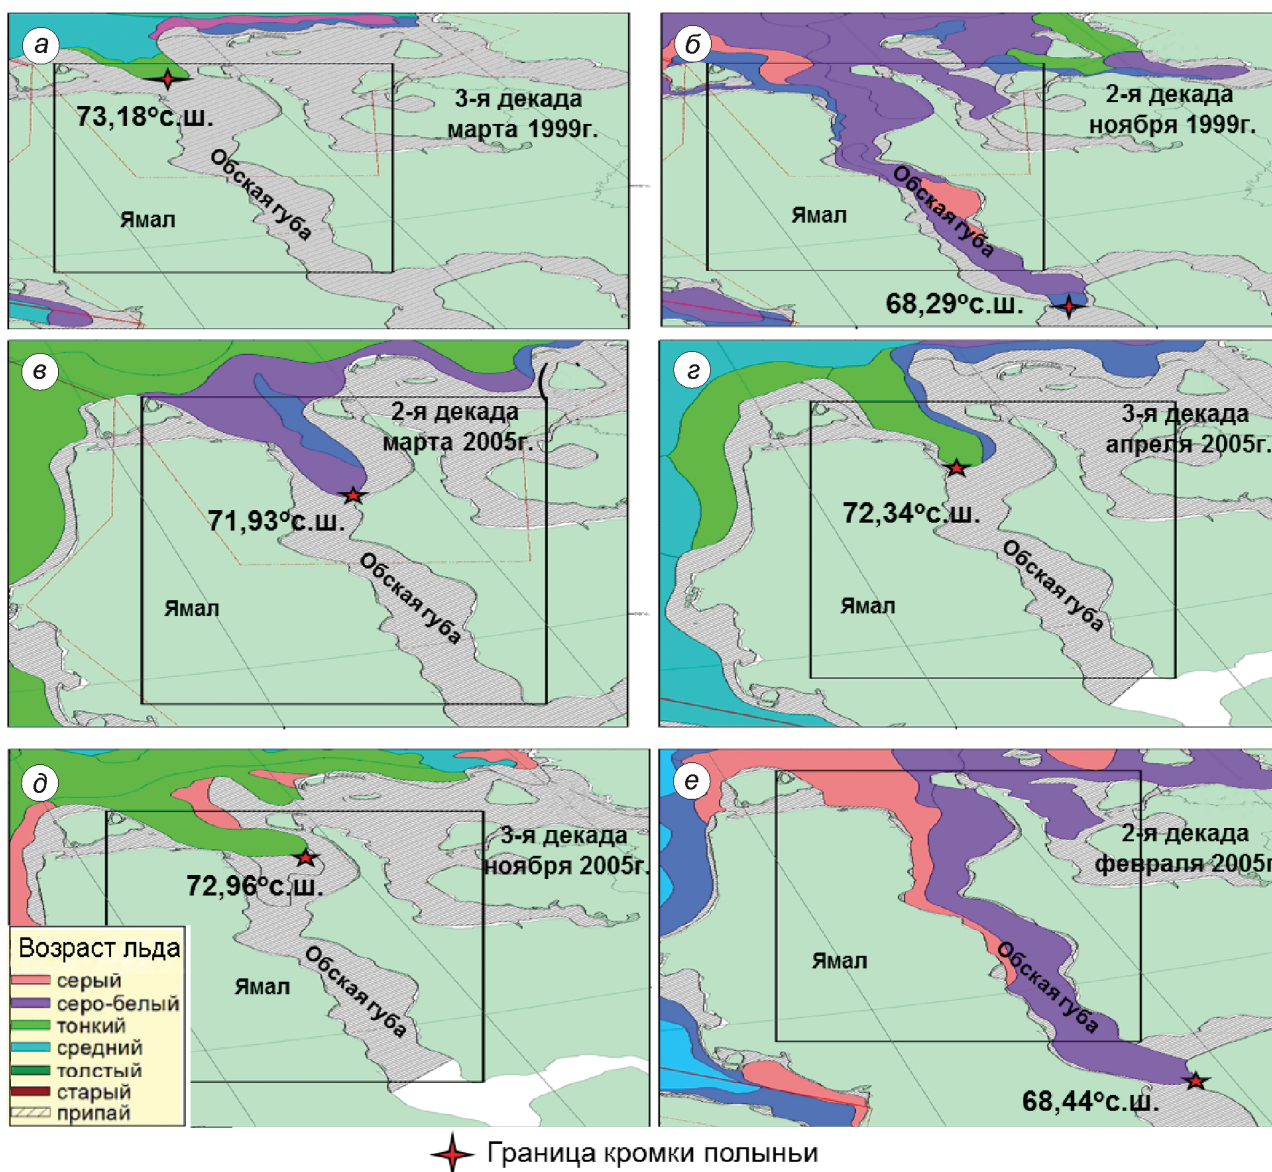 а
73,18°с.ш.
3-я декада
марта 1999г.
Обская губа
Ямал
б
2-я декада
ноября 1999г.
Обская губа
Ямал
68,29°с.ш.
в
2-я декада
марта 2005г.
71,93°с.ш.
Обская губа
Ямал
г
3-я декада
апреля 2005г.
72,34°с.ш.
Обская губа
Ямал
д
3-я декада
ноября 2005г.
72,96°с.ш.
Обская губа
Ямал
Возраст льда
серый
серо-белый
тонкий
средний
толстый
старый
припай
е
2-я декада
февраля 2005г
Обская губа
Ямал
68,44°с.ш.
Граница кромки полыньи